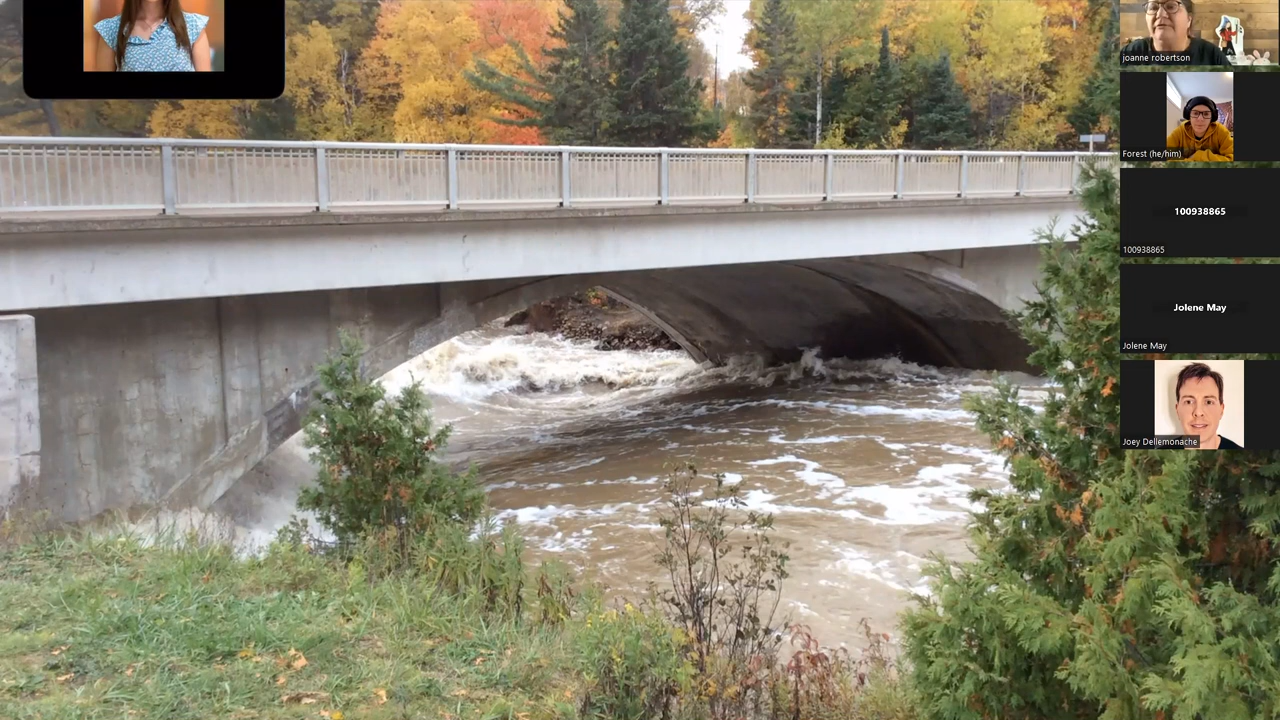 joanne robertson
Forest (he/him)
100938865
100938865
Jolene May
Jolene May
Joey Dellemonache